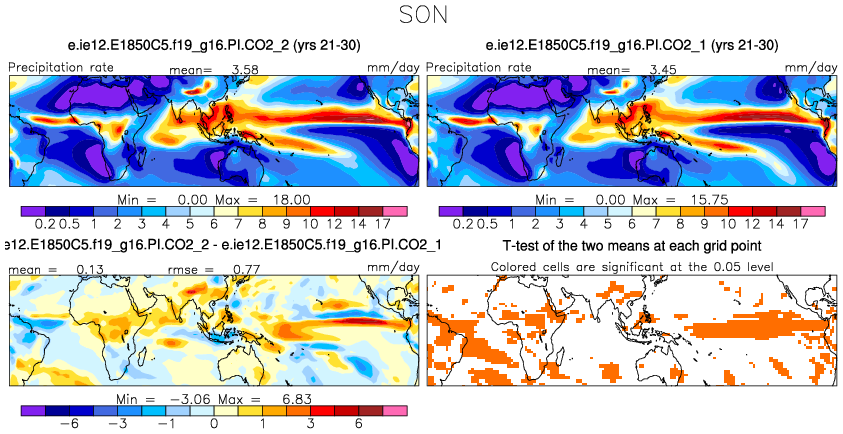 SON
e.ie12.E1850C5.f19_g16.PI.CO2_2 (yrs 21-30)
Precipitation rate mean= 3.58 mm/day
Min = 0.00 Max = 18.00
0.2 0.5 1 2 3 4 5 6 7 8 9 10 12 14 17
e.ie12.E1850C5.f19_g16.PI.CO2_1 (yrs 21-30)
Precipitation rate mean= 3.45 mm/day
Min = 0.00 Max = 15.75
0.2 0.5 1 2 3 4 5 6 7 8 9 10 12 14 17
e12.E1850C5.f19_g16.PI.CO2_2 - e.ie12.E1850C5.f19_g16.PI.CO2_1
mean = 0.13 rmse = 0.77 mm/day
Min = -3.06 Max = 6.83
-6 -3 -1 0 1 3 6
T-test of the two means at each grid point
Colored cells are significant at the 0.05 level